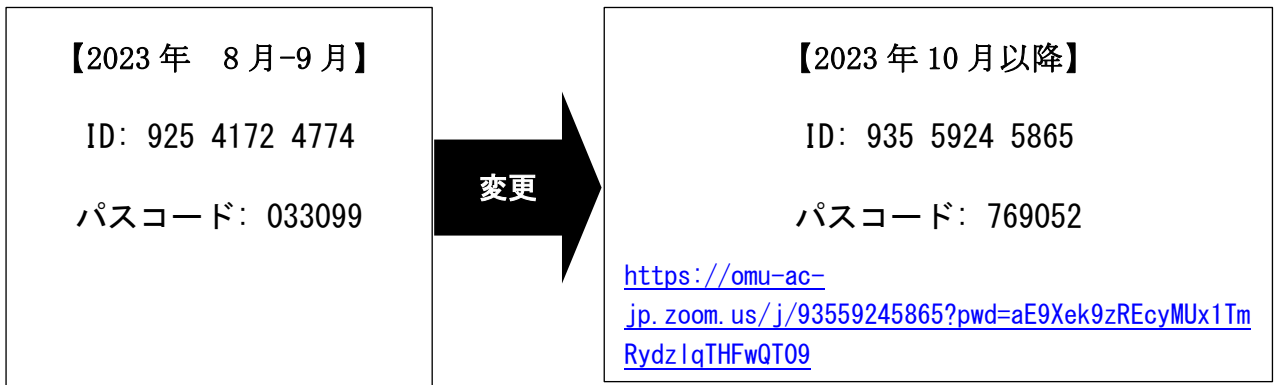 【2023 年　8 月-9 月】
ID: 925 4172 4774
パスコード: 033099
変更
【2023 年 10 月以降】
ID: 935 5924 5865
パスコード: 769052
https://omu-ac-
jp.zoom.us/j/93559245865?pwd=aE9Xek9zREcyMUx1Tm
RydzlqTHFwQT09